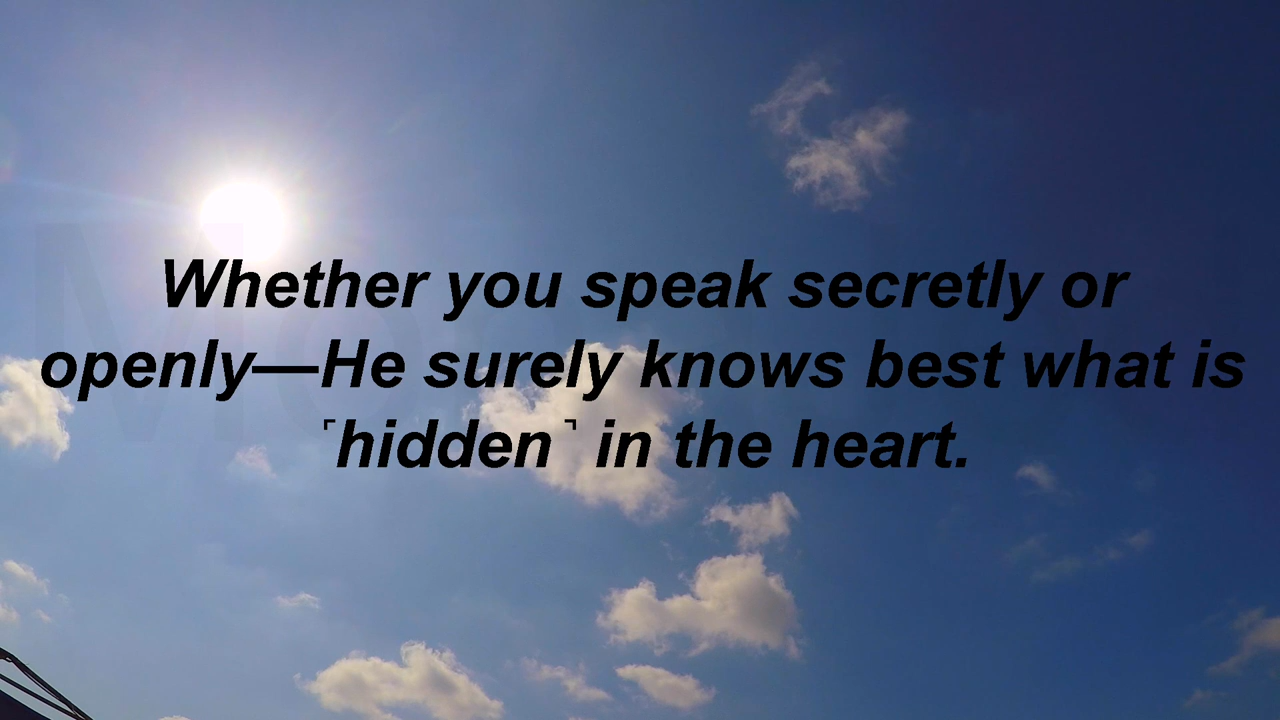 Whether you speak secretly or
openly—He surely knows best what is
˹hidden˺ in the heart.